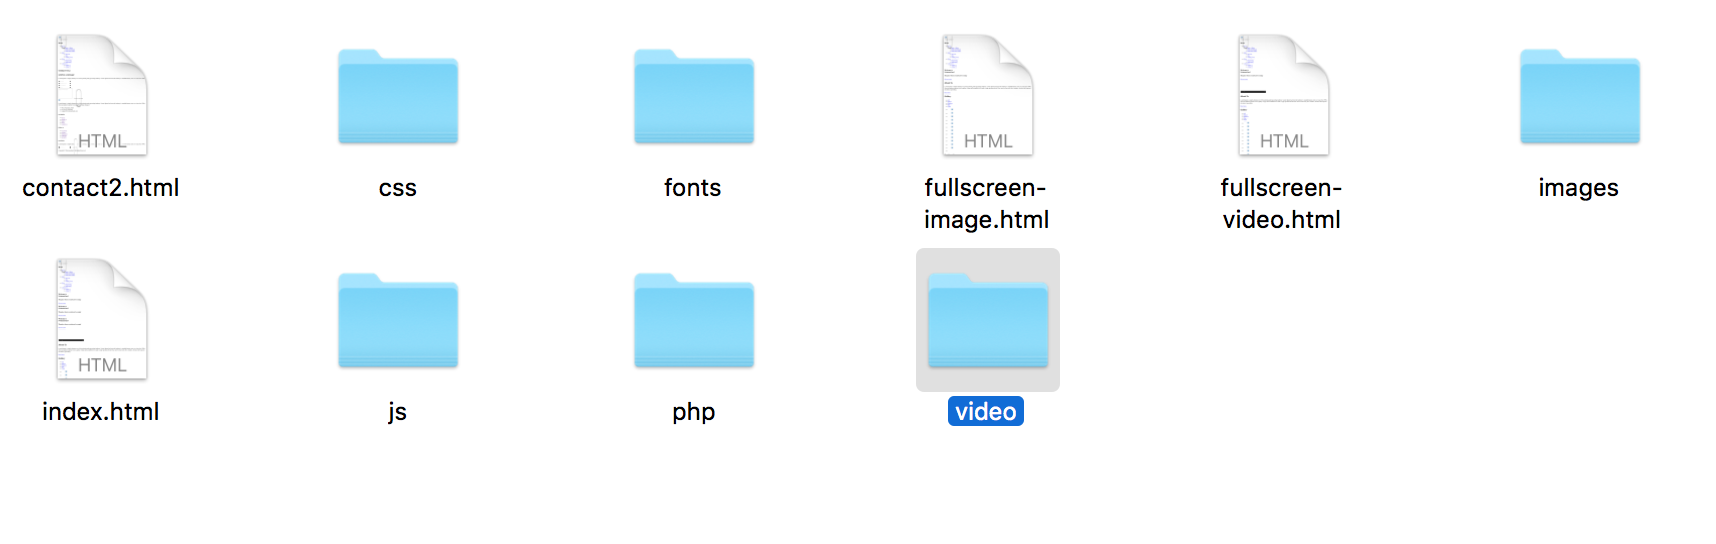 HTML
HTML
HTML
contact2.html
css
fonts
fullscreen-
image.html
fullscreen-
video.html
images
HTML
index.html
js
php
video